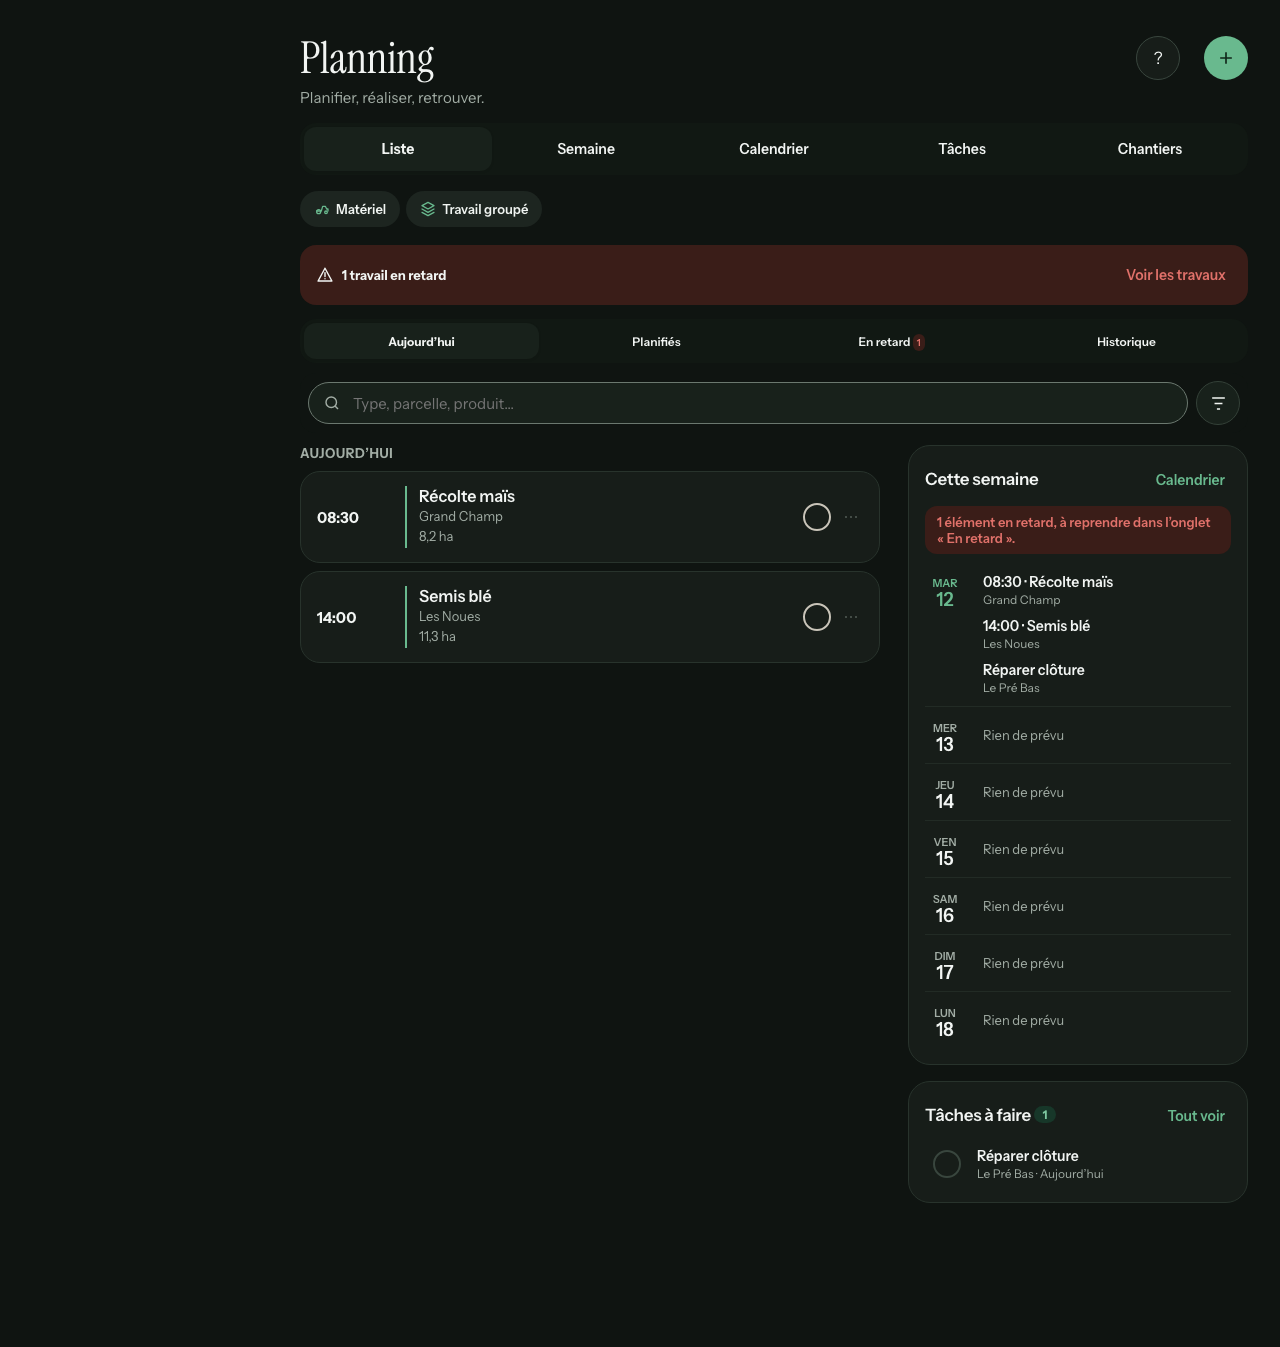 Planning
?
+
Planifier, réaliser, retrouver.
Liste
Semaine
Calendrier
Tâches
Chantiers
Matériel
Travail groupé
1 travail en retard
Voir les travaux
Aujourd’hui
Planifiés
En retard 1
Historique
Type, parcelle, produit…
AUJOURD’HUI
08:30
Récolte maïs
Grand Champ
8,2 ha
···
14:00
Semis blé
Les Noues
11,3 ha
···
Cette semaine
Calendrier
1 élément en retard, à reprendre dans l’onglet
« En retard ».
MAR
12
08:30 · Récolte maïs
Grand Champ
14:00 · Semis blé
Les Noues
Réparer clôture
Le Pré Bas
MER
13
Rien de prévu
JEU
14
Rien de prévu
VEN
15
Rien de prévu
SAM
16
Rien de prévu
DIM
17
Rien de prévu
LUN
18
Rien de prévu
Tâches à faire 1
Tout voir
Réparer clôture
Le Pré Bas · Aujourd’hui